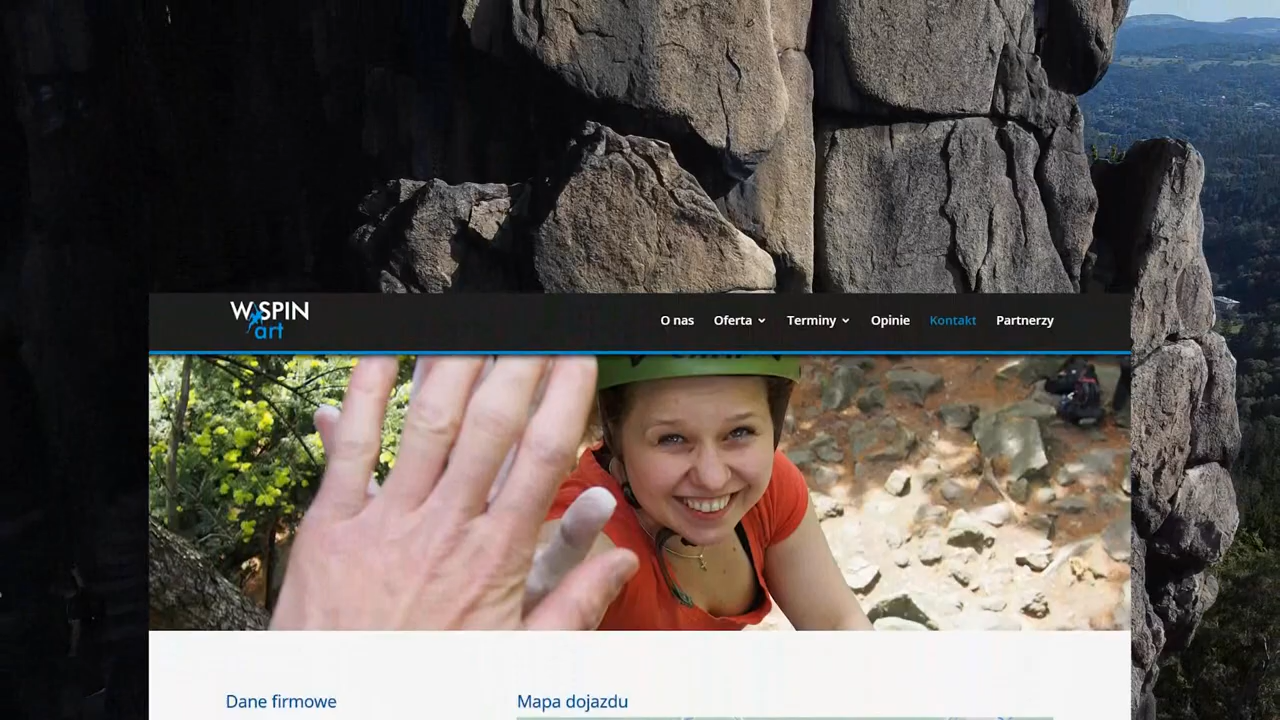 WSPIN
art
O nas Oferta Terminy Opinie Kontakt Partnerzy
Dane firmowe
Mapa dojazdu